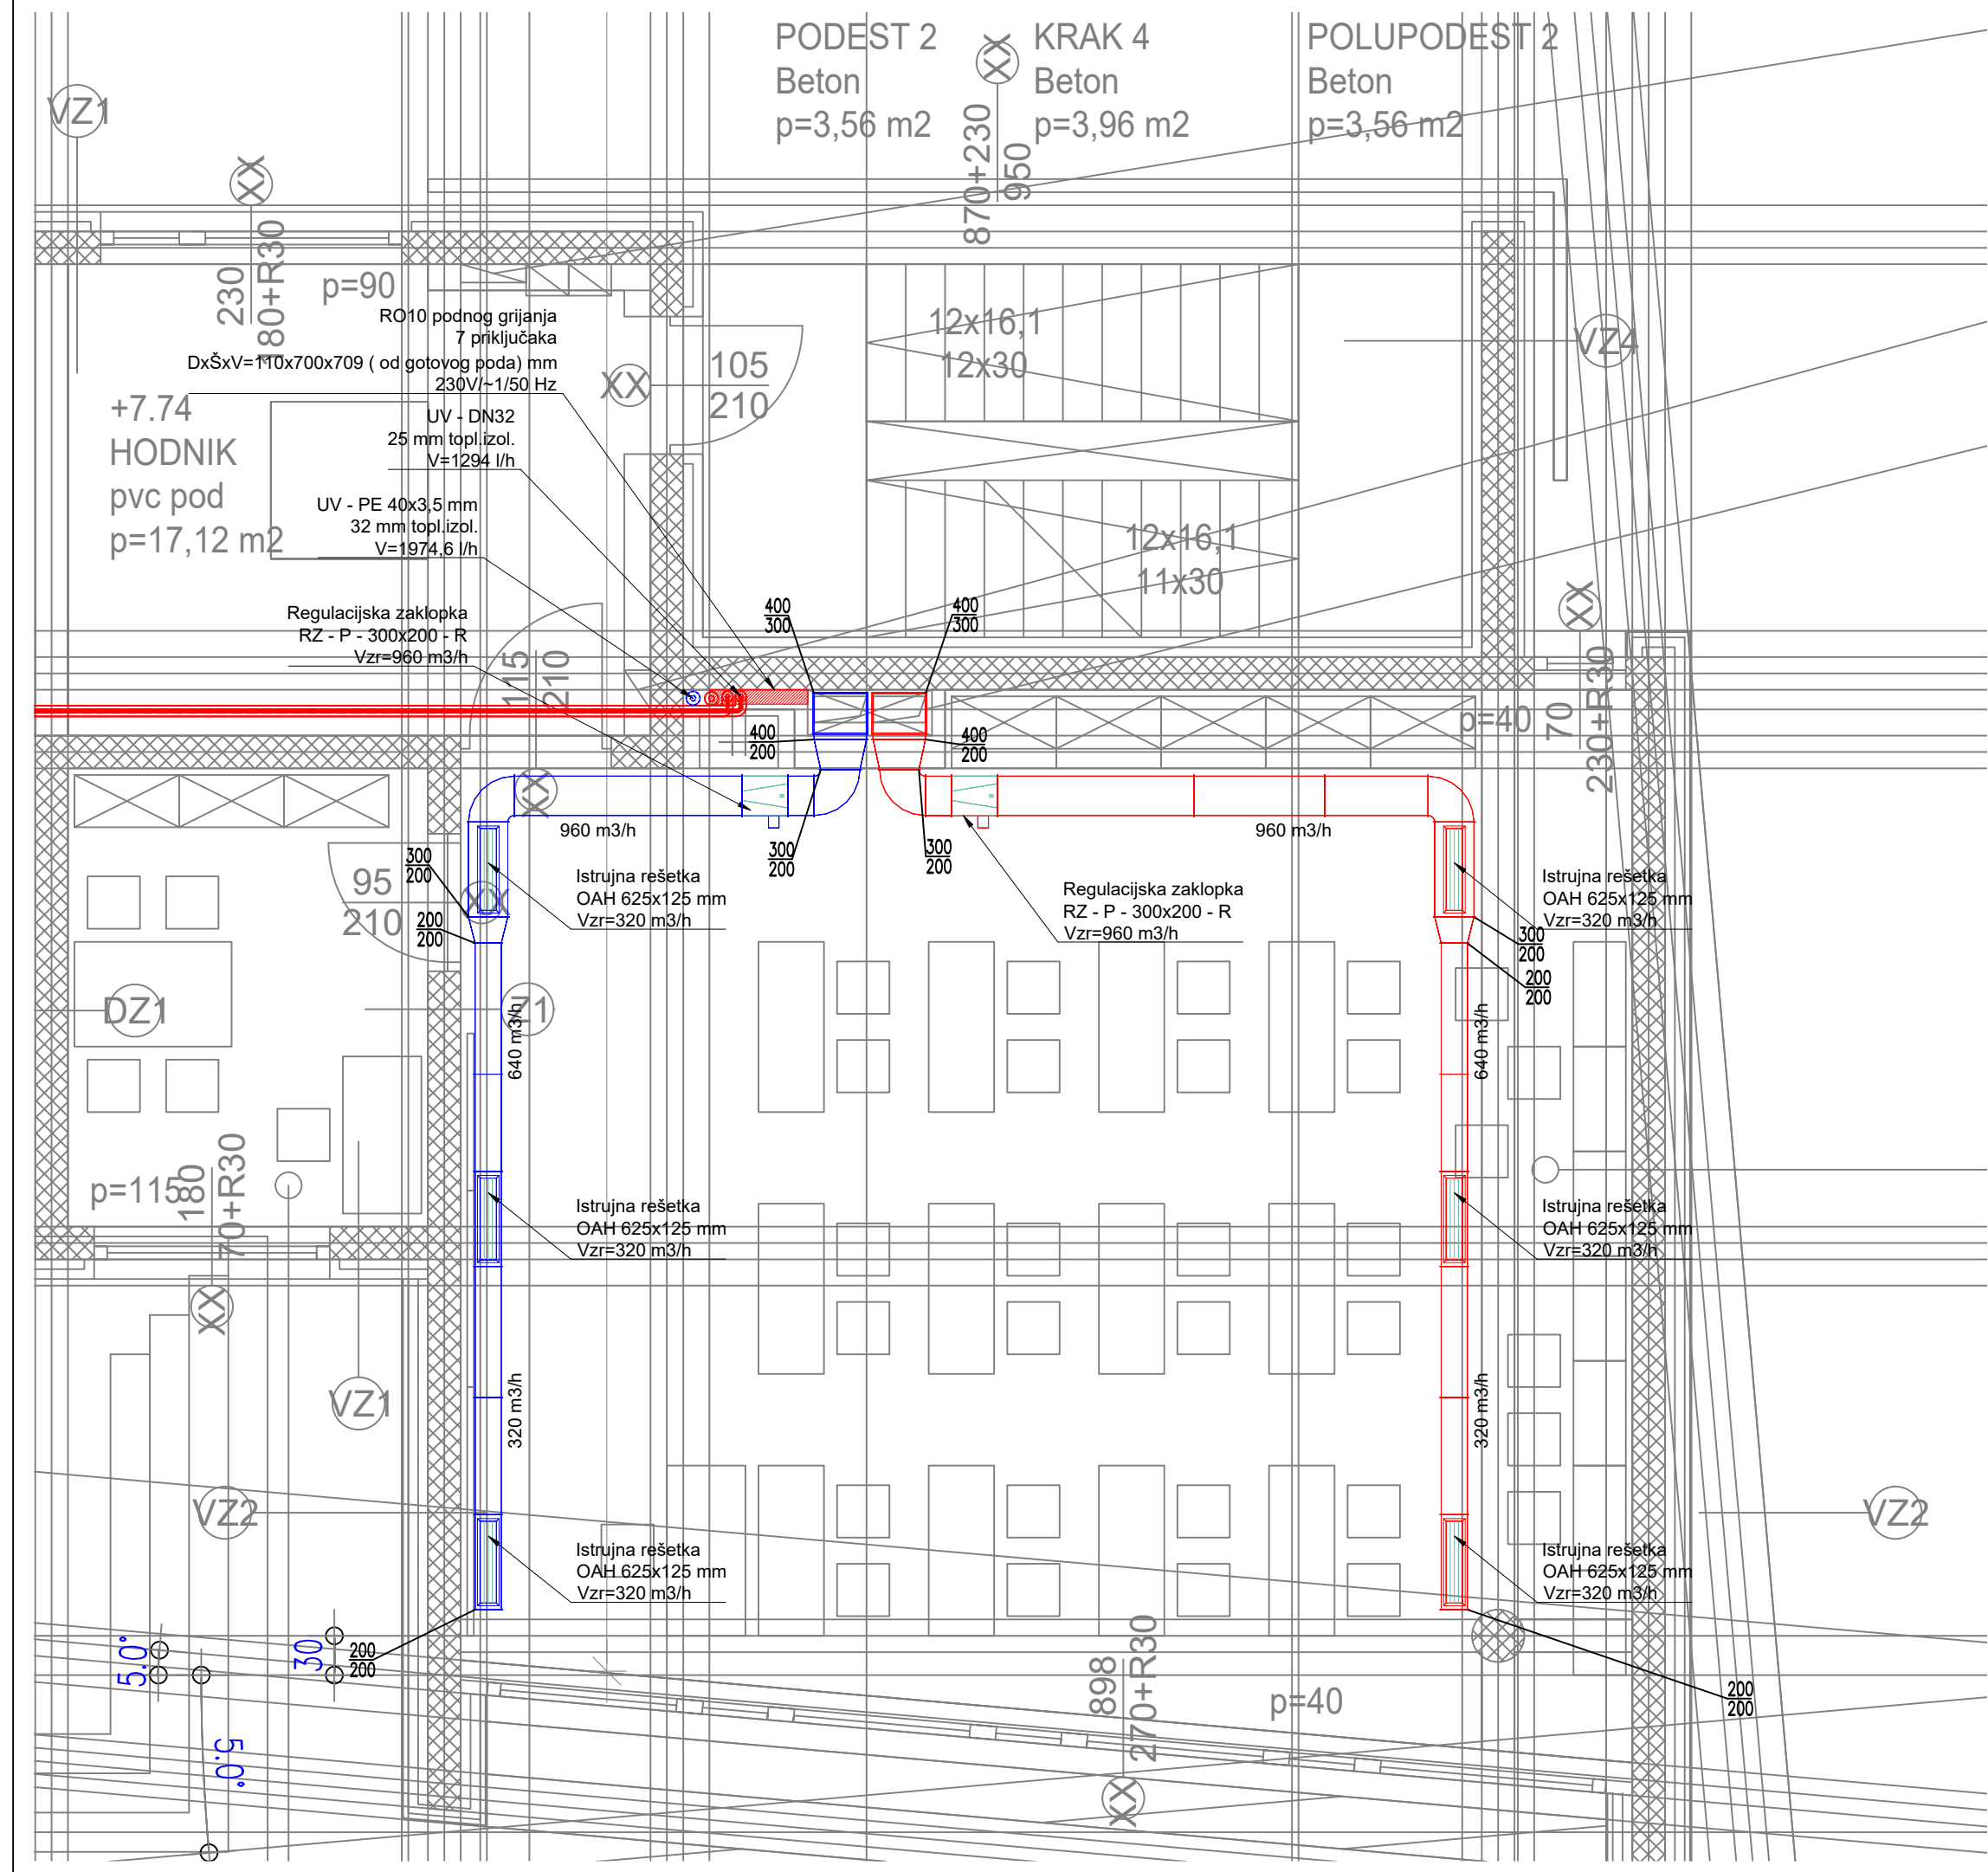 PODEST 2
Beton
p=3,56 m2
XX
870+230
950
KRAK 4
Beton
p=3,96 m2
POLUPODEST 2
Beton
p=3,56 m2
VZ1
XX
230
180+R30
p=90
RO10 podnog grijanja
7 priključaka
DxŠxV=110x700x709 ( od gotovog poda) mm
230V/~1/50 Hz
UV - DN32
25 mm topl.izol.
V=1294 l/h
UV - PE 40x3,5 mm
32 mm topl.izol.
V=1974,6 l/h
Regulacijska zaklopka
RZ - P - 300x200 - R
Vzr=960 m3/h
+7.74
HODNIK
pvc pod
p=17,12 m2
XX
105
210
12x16,1
12x30
12x16,1
11x30
VZ4
XX
70
230+R30
p=40
115
210
XX
400
300
400
300
400
200
400
200
300
200
300
200
960 m3/h
960 m3/h
95
210
XX
300
200
200
200
Istrujna rešetka
OAH 625x125 mm
Vzr=320 m3/h
Regulacijska zaklopka
RZ - P - 300x200 - R
Vzr=960 m3/h
Istrujna rešetka
OAH 625x125 mm
Vzr=320 m3/h
300
200
200
200
DZ1
Z1
640 m3/h
640 m3/h
p=115
180
70+R30
XX
Istrujna rešetka
OAH 625x125 mm
Vzr=320 m3/h
Istrujna rešetka
OAH 625x125 mm
Vzr=320 m3/h
VZ1
320 m3/h
320 m3/h
VZ2
VZ2
Istrujna rešetka
OAH 625x125 mm
Vzr=320 m3/h
Istrujna rešetka
OAH 625x125 mm
Vzr=320 m3/h
5.0°
30
200
200
5.0°
898
270+R30
XX
p=40
200
200